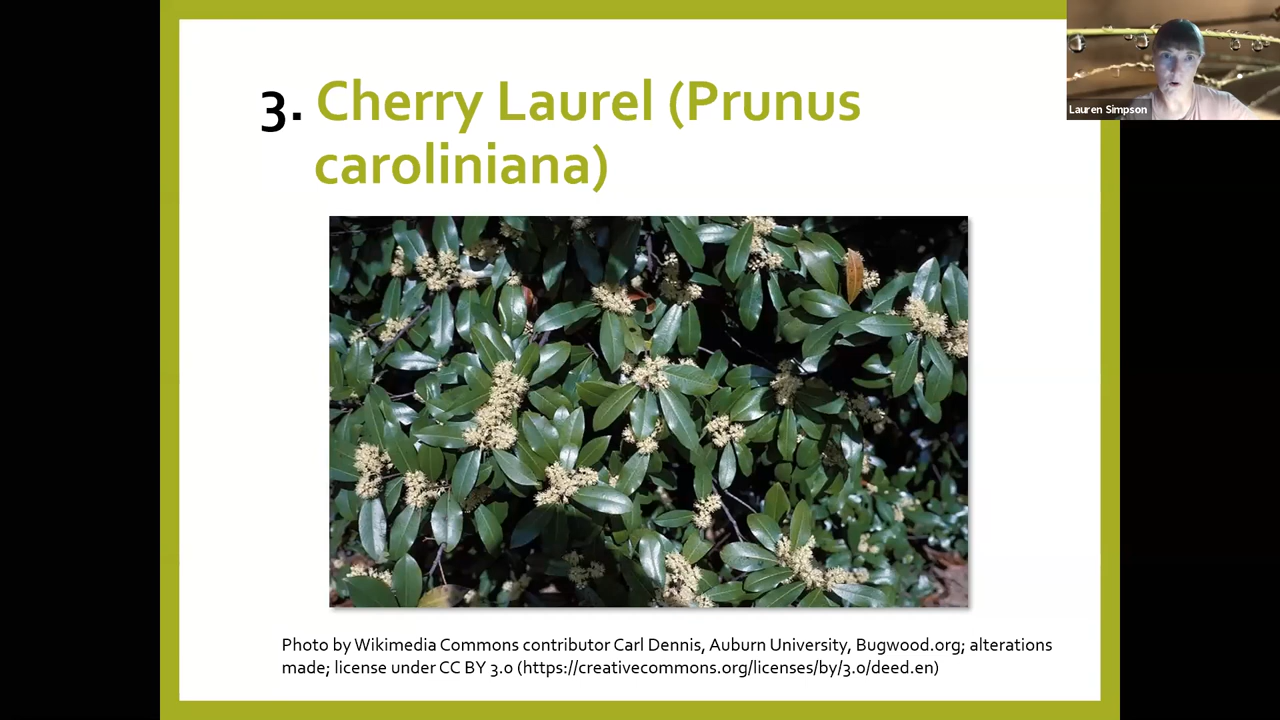 3. Cherry Laurel (Prunus
caroliniana)
Lauren Simpson
Photo by Wikimedia Commons contributor Carl Dennis, Auburn University, Bugwood.org; alterations
made; license under CC BY 3.0 (https://creativecommons.org/licenses/by/3.0/deed.en)